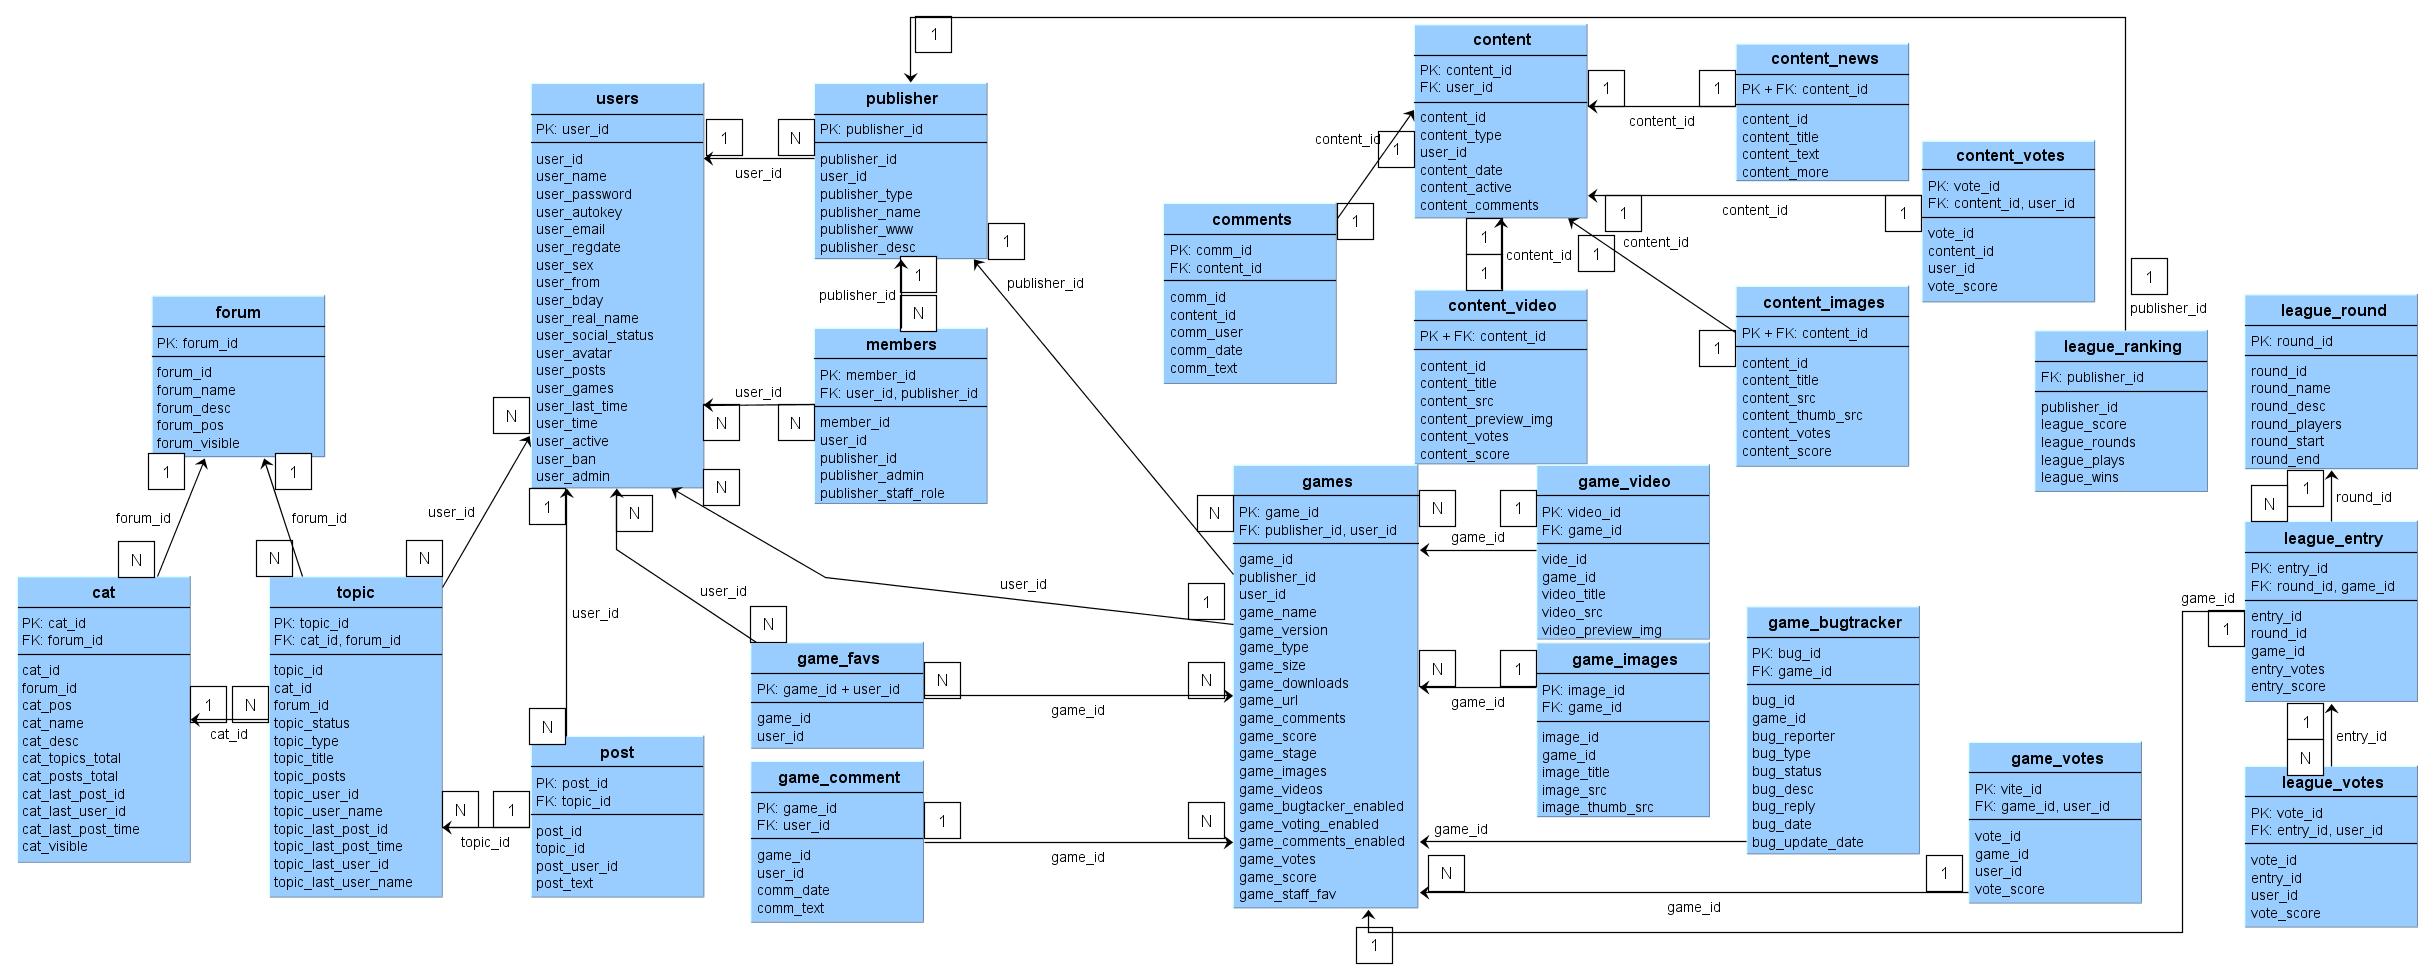 forum
PK: forum_id
forum_id
forum_name
forum_desc
forum_pos
forum_visible
1
1
forum_id
forum_id
N
N
cat
PK: cat_id
FK: forum_id
cat_id
forum_id
cat_pos
cat_name
cat_desc
cat_topics_total
cat_posts_total
cat_last_post_id
cat_last_user_id
cat_last_post_time
cat_visible
1
N
cat_id
topic
PK: topic_id
FK: cat_id, forum_id
topic_id
cat_id
forum_id
topic_status
topic_type
topic_title
topic_posts
topic_user_id
topic_user_name
topic_last_post_id
topic_last_post_time
topic_last_user_id
topic_last_user_name
N
user_id
N
N
1
topic_id
users
PK: user_id
user_id
user_name
user_password
user_autokey
user_email
user_regdate
user_sex
user_from
user_bday
user_real_name
user_social_status
user_avatar
user_posts
user_games
user_last_time
user_time
user_active
user_ban
user_admin
1
user_id
N
post
PK: post_id
FK: topic_id
post_id
topic_id
post_user_id
post_text
1
N
user_id
publisher
PK: publisher_id
publisher_id
user_id
publisher_type
publisher_name
publisher_www
publisher_desc
1
1
publisher_id
publisher_id
1
N
members
PK: member_id
FK: user_id, publisher_id
member_id
user_id
publisher_id
publisher_admin
publisher_staff_role
user_id
N
N
N
N
user_id
N
user_id
1
game_favs
PK: game_id + user_id
game_id
user_id
N
N
game_id
game_comment
PK: game_id
FK: user_id
game_id
user_id
comm_date
comm_text
1
N
game_id
content
PK: content_id
FK: user_id
content_id
content_type
user_id
content_date
content_active
content_comments
content_id
1
1
comments
PK: comm_id
FK: content_id
comm_id
content_id
comm_user
comm_date
comm_text
1
1
content_id
content_news
PK + FK: content_id
content_id
content_title
content_text
content_more
1
1
content_id
content_votes
PK: vote_id
FK: content_id, user_id
vote_id
content_id
user_id
vote_score
1
1
content_id
content_video
PK + FK: content_id
content_id
content_title
content_src
content_preview_img
content_votes
content_score
1
content_id
1
content_images
PK + FK: content_id
content_id
content_title
content_src
content_thumb_src
content_votes
content_score
1
publisher_id
league_ranking
FK: publisher_id
publisher_id
league_score
league_rounds
league_plays
league_wins
N
games
PK: game_id
FK: publisher_id, user_id
game_id
publisher_id
user_id
game_name
game_version
game_type
game_size
game_downloads
game_url
game_comments
game_score
game_stage
game_images
game_videos
game_bugtacker_enabled
game_voting_enabled
game_comments_enabled
game_votes
game_score
game_staff_fav
N
1
game_id
game_video
PK: video_id
FK: game_id
vide_id
game_id
video_title
video_src
video_preview_img
N
1
game_id
game_images
PK: image_id
FK: game_id
image_id
game_id
image_title
image_src
image_thumb_src
game_bugtracker
PK: bug_id
FK: game_id
bug_id
game_id
bug_reporter
bug_type
bug_status
bug_desc
bug_reply
bug_date
bug_update_date
game_id
N
1
game_id
game_votes
PK: vite_id
FK: game_id, user_id
vote_id
game_id
user_id
vote_score
1
league_round
PK: round_id
round_id
round_name
round_desc
round_players
round_start
round_end
N
1
round_id
league_entry
PK: entry_id
FK: round_id, game_id
entry_id
round_id
game_id
entry_votes
entry_score
game_id
1
1
N
entry_id
league_votes
PK: vote_id
FK: entry_id, user_id
vote_id
entry_id
user_id
vote_score